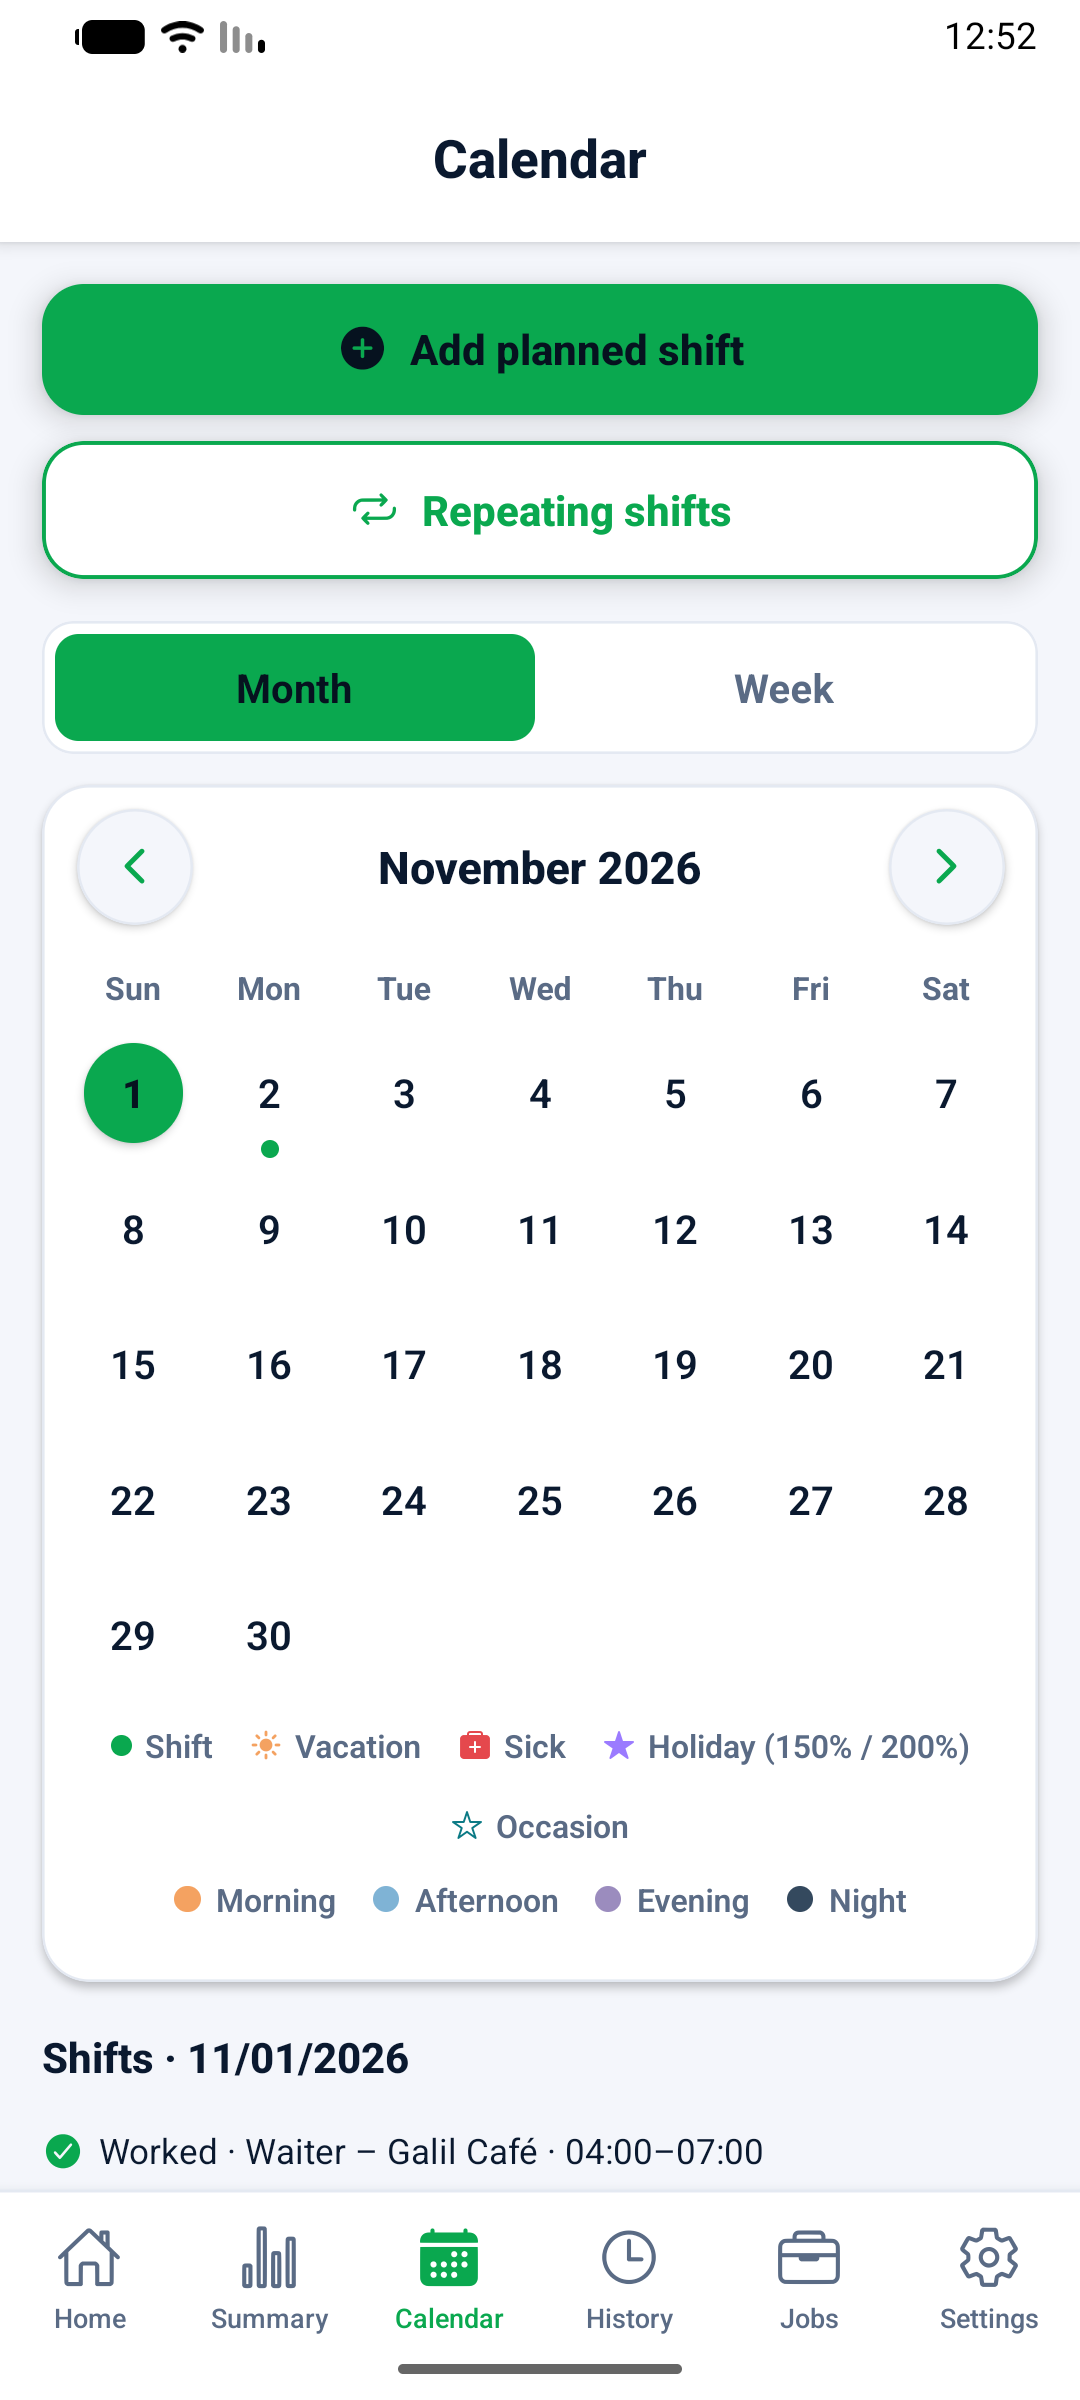 12:52
Calendar
Add planned shift
Repeating shifts
Month Week
November 2026
Sun Mon Tue Wed Thu Fri Sat
1 2 3 4 5 6 7
8 9 10 11 12 13 14
15 16 17 18 19 20 21
22 23 24 25 26 27 28
29 30
Shift Vacation Sick Holiday (150% / 200%)
Occasion
Morning Afternoon Evening Night
Shifts · 11/01/2026
Worked · Waiter – Galil Café · 04:00–07:00
Home Summary Calendar History Jobs Settings